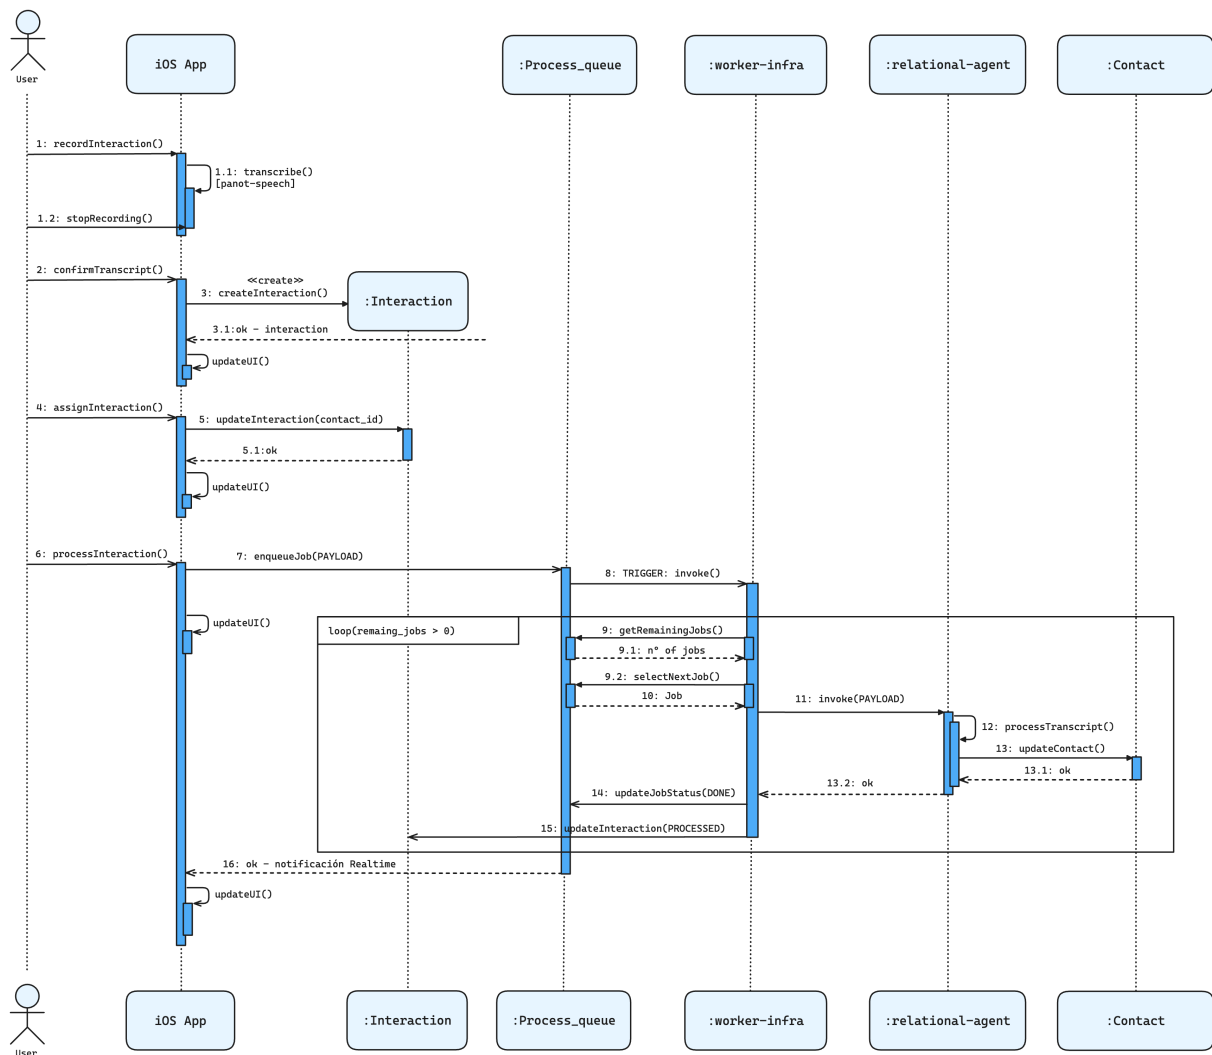 User
iOS App
:Process_queue
:worker-infra
:relational-agent
:Contact
1: recordInteraction()
1.1: transcribe()
[panot-speech]
1.2: stopRecording()
2: confirmTranscript()
<<create>>
3: createInteraction()
:Interaction
3.1:ok - interaction
updateUI()
4: assignInteraction()
5: updateInteraction(contact_id)
5.1:ok
updateUI()
6: processInteraction()
7: enqueueJob(PAYLOAD)
8: TRIGGER: invoke()
updateUI()
loop(remaing_jobs > 0)
9: getRemainingJobs()
9.1: nº of jobs
9.2: selectNextJob()
10: Job
11: invoke(PAYLOAD)
12: processTranscript()
13: updateContact()
13.1: ok
13.2: ok
14: updateJobStatus(DONE)
15: updateInteraction(PROCESSED)
16: ok - notificación Realtime
updateUI()
iOS App
:Interaction
:Process_queue
:worker-infra
:relational-agent
:Contact
User